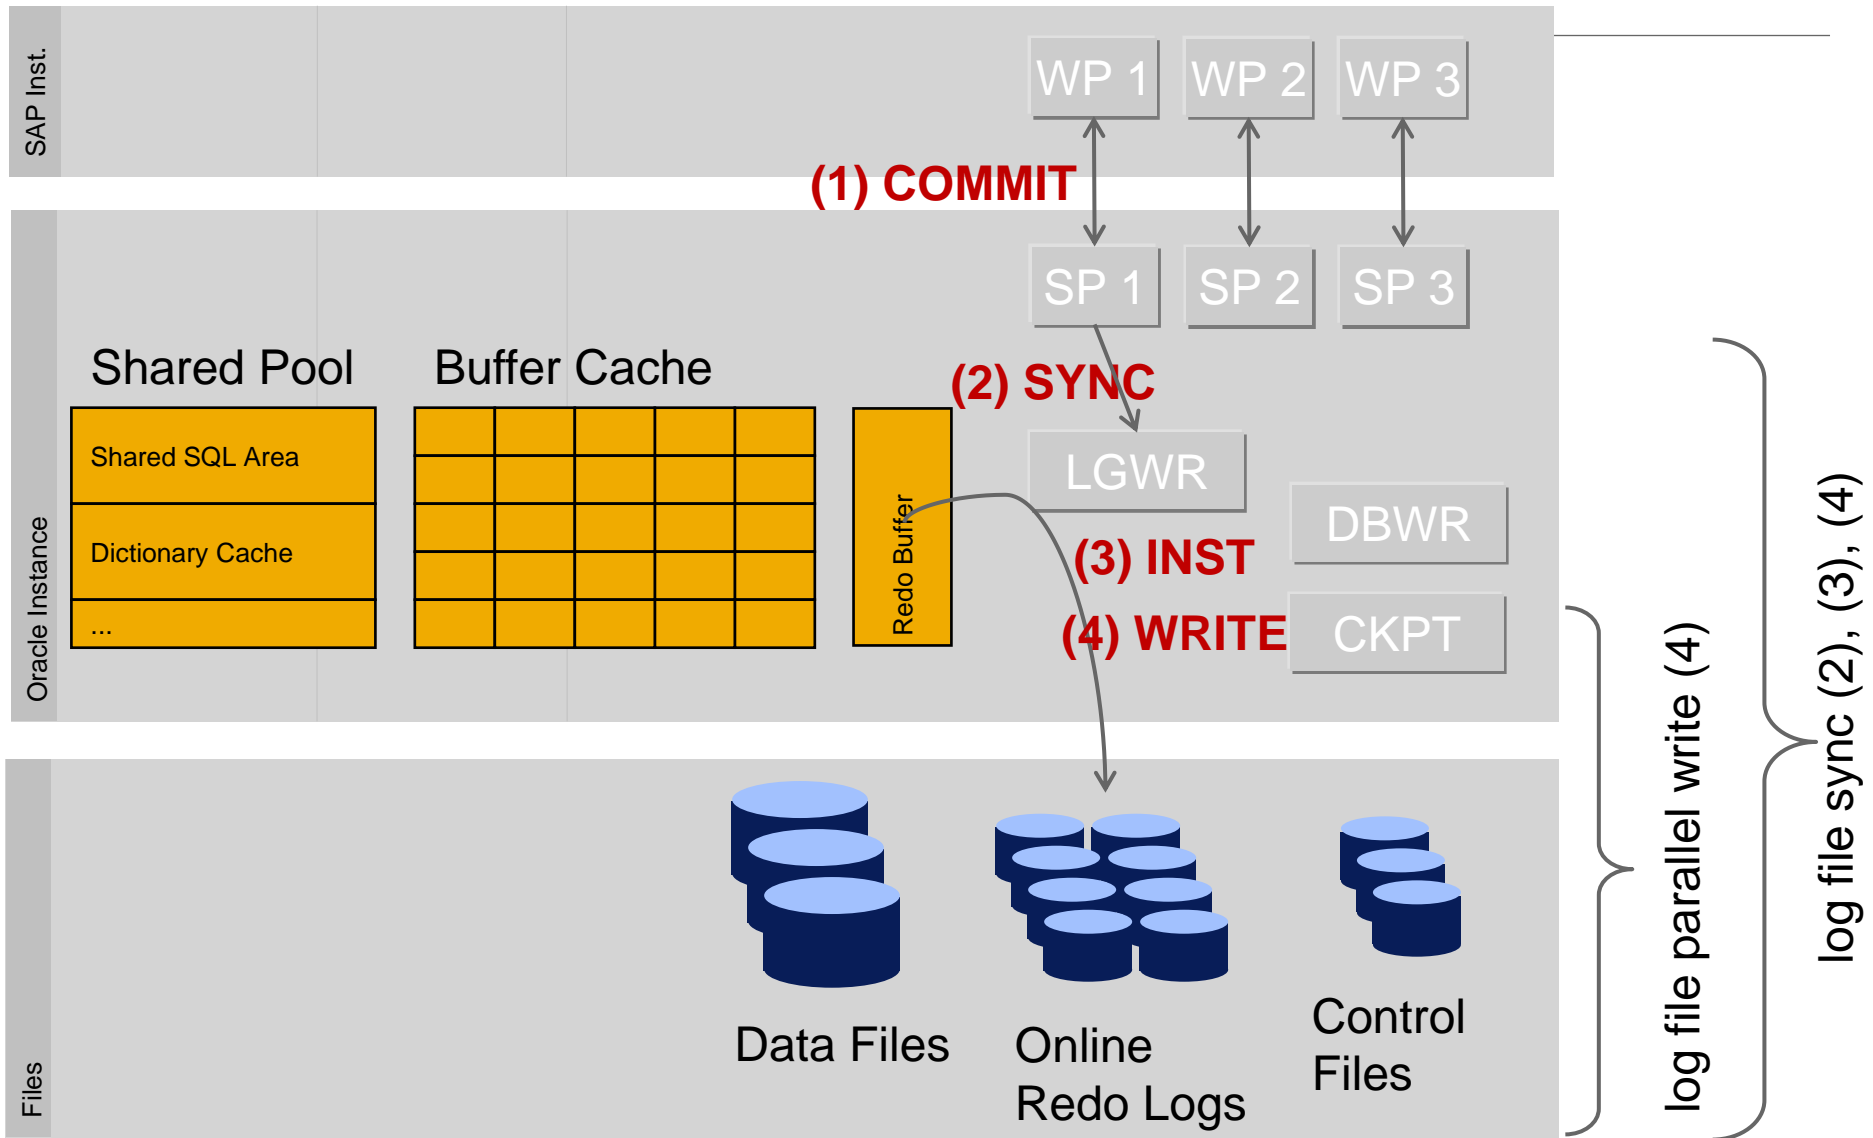 SAP Inst.
WP 1
WP 2
WP 3
(1) COMMIT
Oracle Instance
SP 1
SP 2
SP 3
Shared Pool
Buffer Cache
(2) SYNC
Shared SQL Area
Dictionary Cache
...
Redo Buffer
LGWR
DBWR
(3) INST
(4) WRITE
CKPT
log file parallel write (4)
log file sync (2), (3), (4)
Files
Data Files
Online
Redo Logs
Control
Files